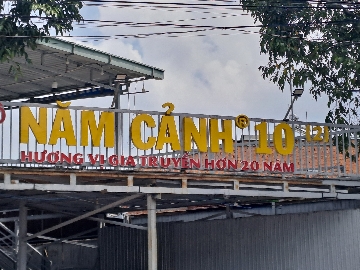 NĂM CẢNH® 10
HƯƠNG VỊ GIA TRUYỀN HƠN 20 NĂM